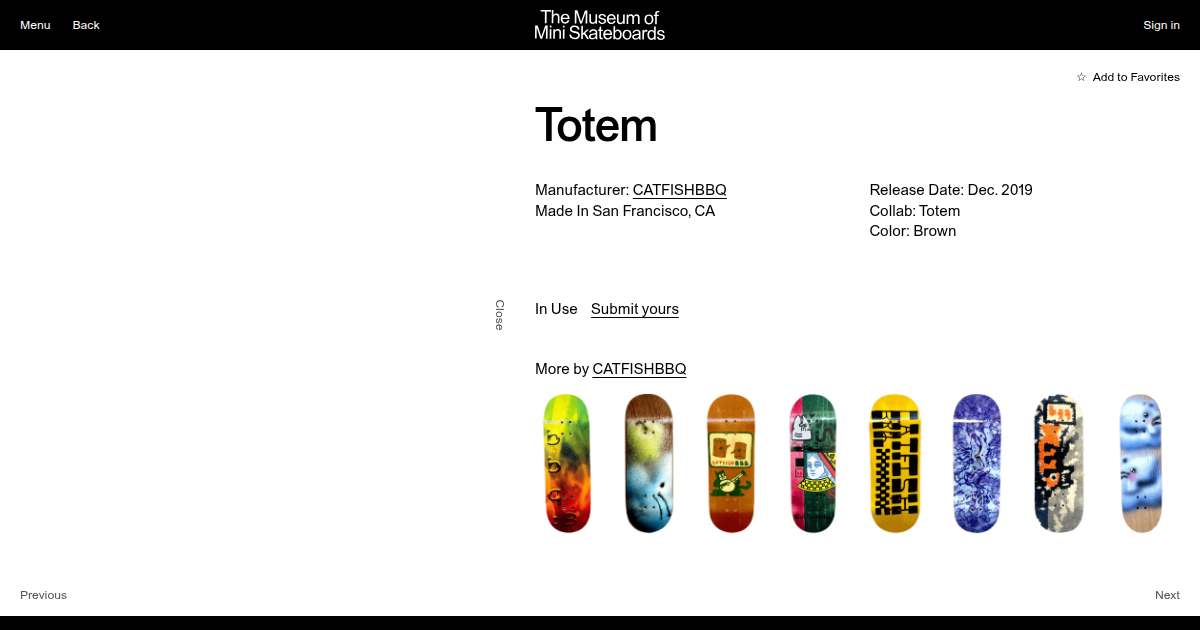 Menu
Back
The Museum of
Mini Skateboards
Sign in
☆ Add to Favorites
Totem
Manufacturer: CATFISHBBQ
Made In San Francisco, CA
Release Date: Dec. 2019
Collab: Totem
Color: Brown
Close
In Use Submit yours
More by CATFISHBBQ
Previous
Next